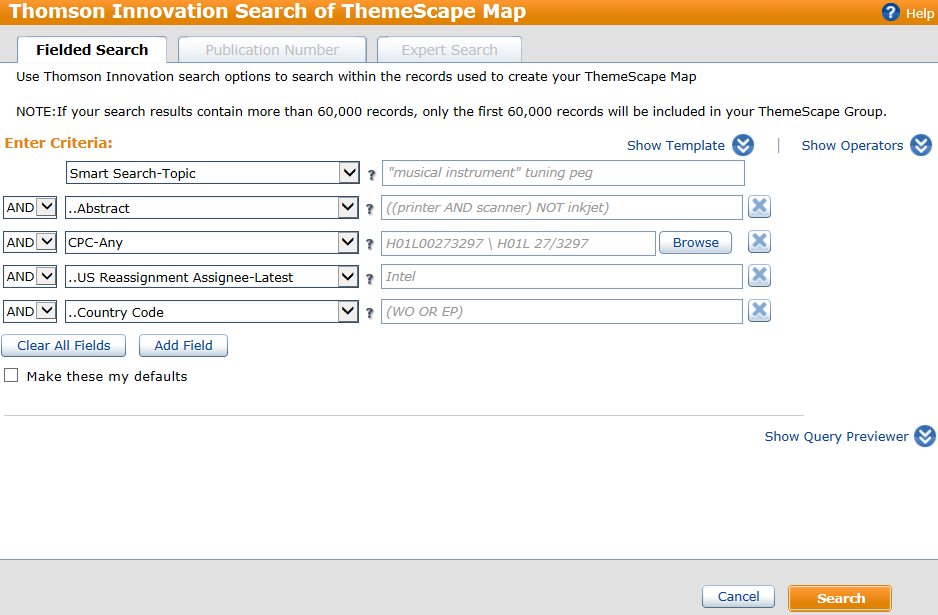 Thomson Innovation Search of ThemeScape Map
? Help
Fielded Search Publication Number Expert Search
Use Thomson Innovation search options to search within the records used to create your ThemeScape Map
NOTE:If your search results contain more than 60,000 records, only the first 60,000 records will be included in your ThemeScape Group.
Enter Criteria: Show Template | Show Operators
Smart Search-Topic ? "musical instrument" tuning peg
AND ..Abstract ? ((printer AND scanner) NOT inkjet)
AND CPC-Any ? H01L00273297 \ H01L 27/3297 Browse
AND ..US Reassignment Assignee-Latest ? Intel
AND ..Country Code ? (WO OR EP)
Clear All Fields Add Field
Make these my defaults
Show Query Previewer
Cancel Search